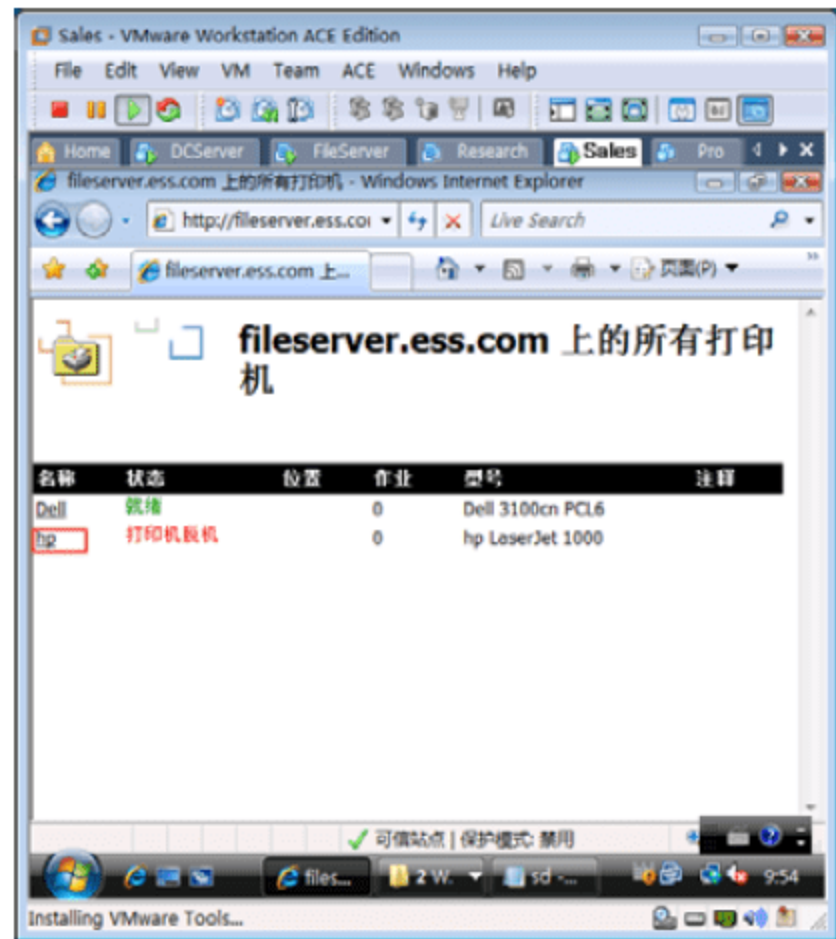 Sales - VMware Workstation ACE Edition
File Edit View VM Team ACE Windows Help
Home DCServer FileServer Research Sales Pro
fileserver.ess.com 上的所有打印机 - Windows Internet Explorer
http://fileserver.ess.co Live Search
fileserver.ess.com 上... 页面(P)
fileserver.ess.com 上的所有打印
机
名称 状态 位置 作业 型号 注释
Dell 就绪 0 Dell 3100cn PCL6
hp 打印机脱机 0 hp LaserJet 1000
可信站点 | 保护模式: 禁用
files... 2 W. sd -... 9:54
Installing VMware Tools...